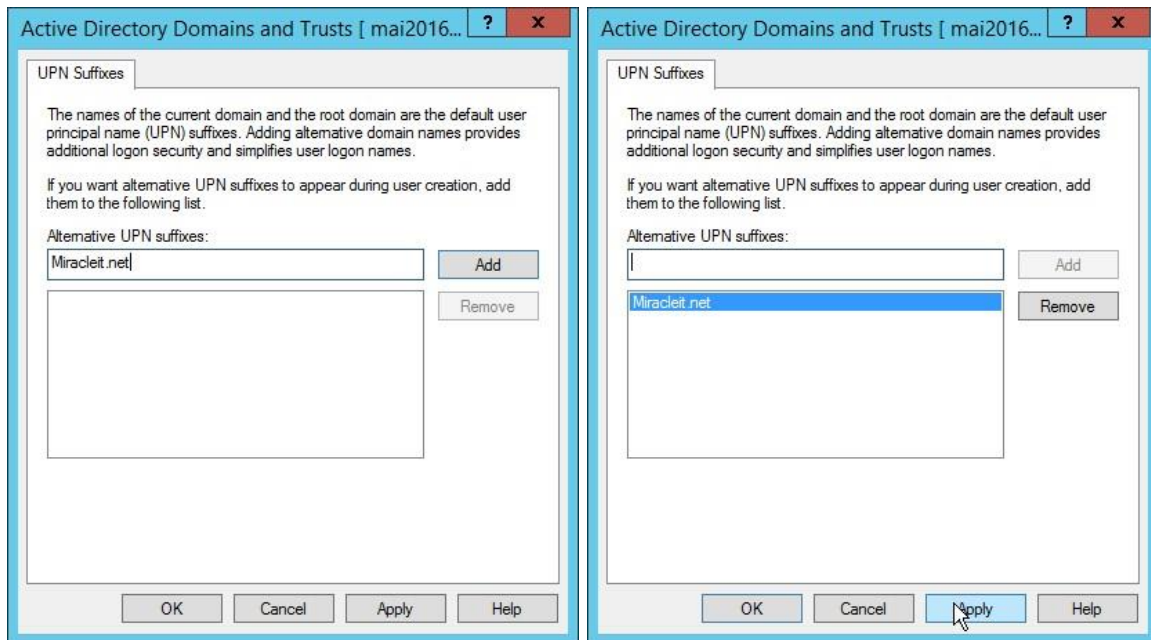 Active Directory Domains and Trusts [ mai2016... ? x
UPN Suffixes
The names of the current domain and the root domain are the default user
principal name (UPN) suffixes. Adding alternative domain names provides
additional logon security and simplifies user logon names.
If you want alternative UPN suffixes to appear during user creation, add
them to the following list.
Alternative UPN suffixes:
Miracleit.net
Add
Remove
OK Cancel Apply Help
Active Directory Domains and Trusts [ mai2016... ? x
UPN Suffixes
The names of the current domain and the root domain are the default user
principal name (UPN) suffixes. Adding alternative domain names provides
additional logon security and simplifies user logon names.
If you want alternative UPN suffixes to appear during user creation, add
them to the following list.
Alternative UPN suffixes:
Add
Miracleit.net
Remove
OK Cancel Apply Help